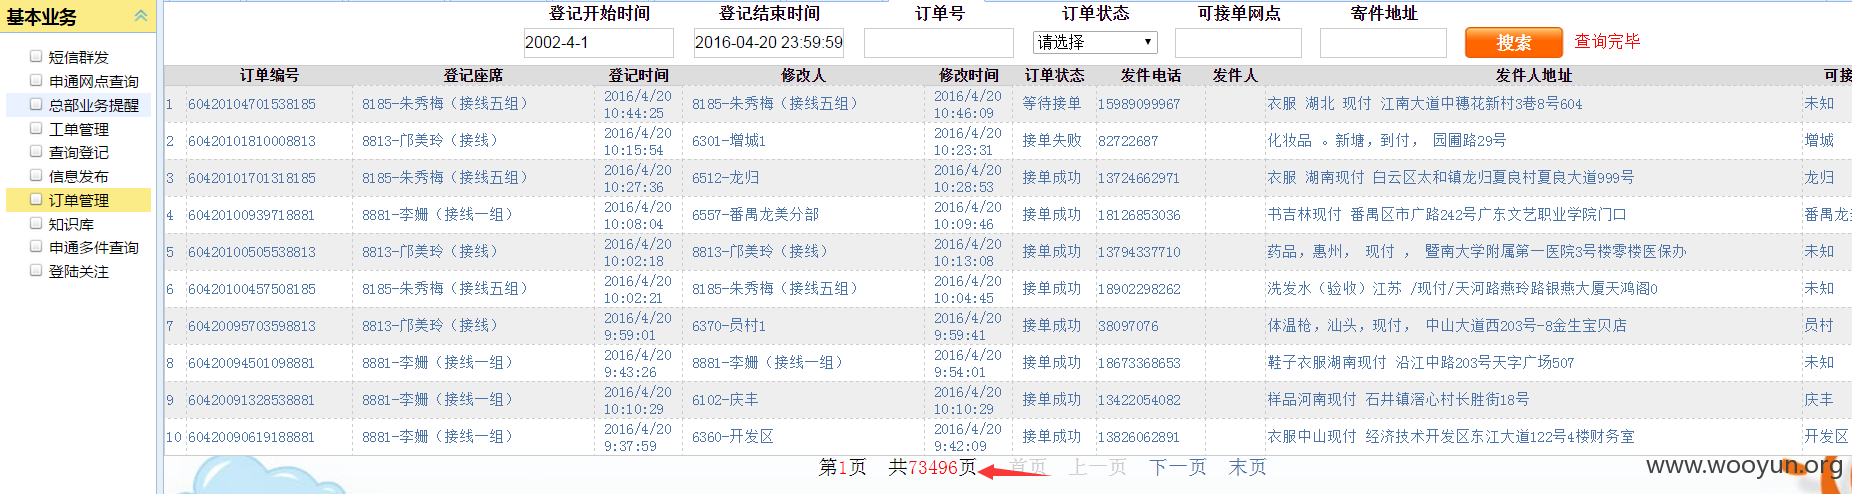 基本业务
短信群发
申通网点查询
总部业务提醒
工单管理
查询登记
信息发布
订单管理
知识库
申通多件查询
登陆关注
登记开始时间 登记结束时间 订单号 订单状态 可接单网点 寄件地址
2002-4-1 2016-04-20 23:59:59 请选择 搜索 查询完毕
订单编号 登记座席 登记时间 修改人 修改时间 订单状态 发件电话 发件人 发件人地址 可接
1 60420104701538185 8185-朱秀梅（接线五组） 2016/4/20 10:44:25 8185-朱秀梅（接线五组） 2016/4/20 10:46:09 等待接单 15989099967 衣服 湖北 现付 江南大道中穗花新村3巷8号604 未知
2 60420101810008813 8813-邝美玲（接线） 2016/4/20 10:15:54 6301-增城1 2016/4/20 10:23:31 接单失败 82722687 化妆品 。新塘，到付， 园圃路29号 增城
3 60420101701318185 8185-朱秀梅（接线五组） 2016/4/20 10:27:36 6512-龙归 2016/4/20 10:28:53 接单成功 13724662971 衣服 湖南现付 白云区太和镇龙归夏良村夏良大道999号 龙归
4 60420100939718881 8881-李姗（接线一组） 2016/4/20 10:08:04 6557-番禺龙美分部 2016/4/20 10:09:46 接单成功 18126853036 书吉林现付 番禺区市广路242号广东文艺职业学院门口 番禺龙美
5 60420100505538813 8813-邝美玲（接线） 2016/4/20 10:02:18 8813-邝美玲（接线） 2016/4/20 10:13:08 接单成功 13794337710 药品，惠州， 现付 ， 暨南大学附属第一医院3号楼零楼医保办 未知
6 60420100457508185 8185-朱秀梅（接线五组） 2016/4/20 10:02:21 8185-朱秀梅（接线五组） 2016/4/20 10:04:45 接单成功 18902298262 洗发水（验收）江苏 /现付/天河路燕玲路银燕大厦天鸿阁0 未知
7 60420095703598813 8813-邝美玲（接线） 2016/4/20 9:59:01 6370-员村1 2016/4/20 9:59:41 接单成功 38097076 体温枪，汕头，现付， 中山大道西203号-8金生宝贝店 员村
8 60420094501098881 8881-李姗（接线一组） 2016/4/20 9:43:26 8881-李姗（接线一组） 2016/4/20 9:54:01 接单成功 18673368653 鞋子衣服湖南现付 沿江中路203号天字广场507 未知
9 60420091328538881 8881-李姗（接线一组） 2016/4/20 10:10:29 6102-庆丰 2016/4/20 10:10:29 接单成功 13422054082 样品河南现付 石井镇滘心村长胜街18号 庆丰
10 60420090619188881 8881-李姗（接线一组） 2016/4/20 9:37:59 6360-开发区 2016/4/20 9:42:09 接单成功 13826062891 衣服中山现付 经济技术开发区东江大道122号4楼财务室 开发区
第1页 共73496页 首页 上一页 下一页 末页
www.wooyun.org